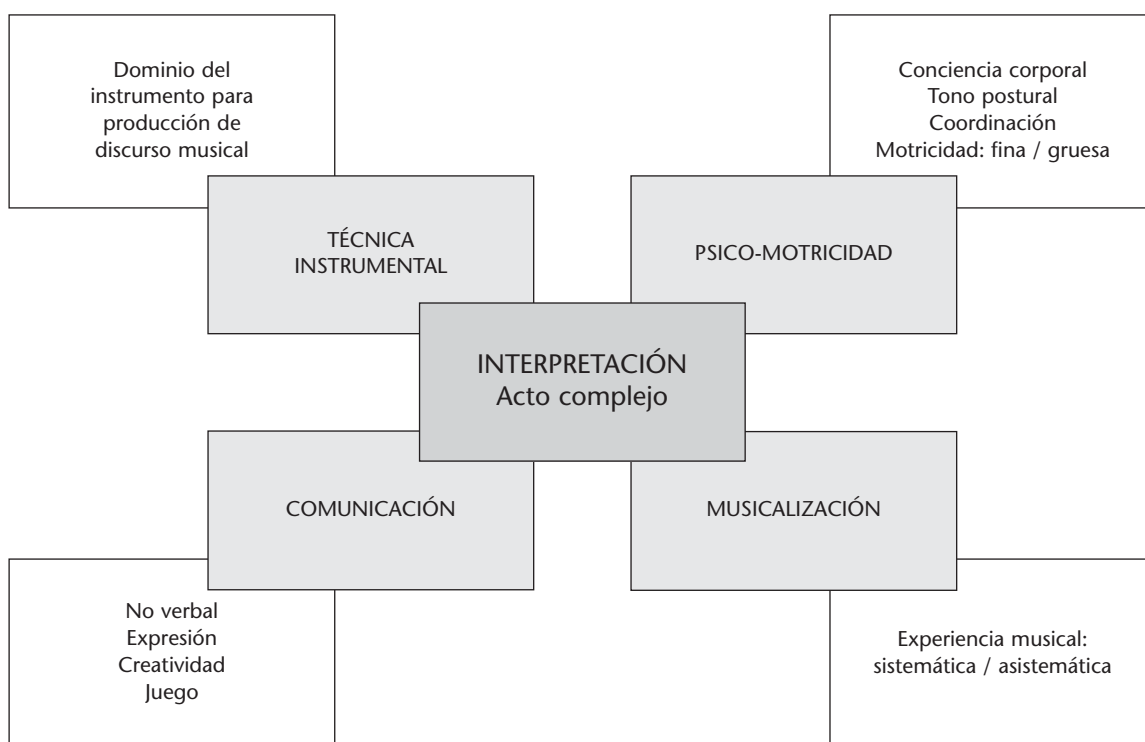 Dominio del
instrumento para
producción de
discurso musical
Conciencia corporal
Tono postural
Coordinación
Motricidad: fina / gruesa
TÉCNICA
INSTRUMENTAL
PSICO-MOTRICIDAD
INTERPRETACIÓN
Acto complejo
COMUNICACIÓN
MUSICALIZACIÓN
No verbal
Expresión
Creatividad
Juego
Experiencia musical:
sistemática / asistemática